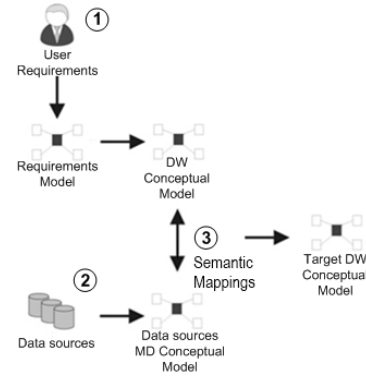 1
User
Requirements
Requirements
Model
DW
Conceptual
Model
3
Semantic
Mappings
Target DW
Conceptual
Model
2
Data sources
Data sources
MD Conceptual
Model